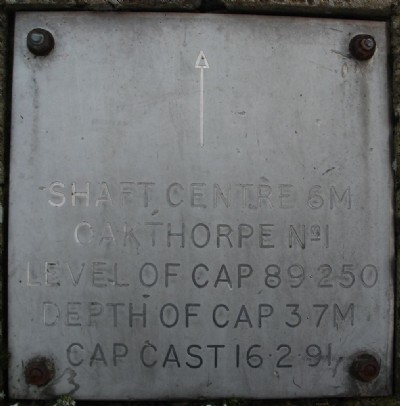 SHAFT CENTRE 6M
OAKTHORPE Nº1
LEVEL OF CAP 89·250
DEPTH OF CAP 3·7M
CAP CAST 16·2·91